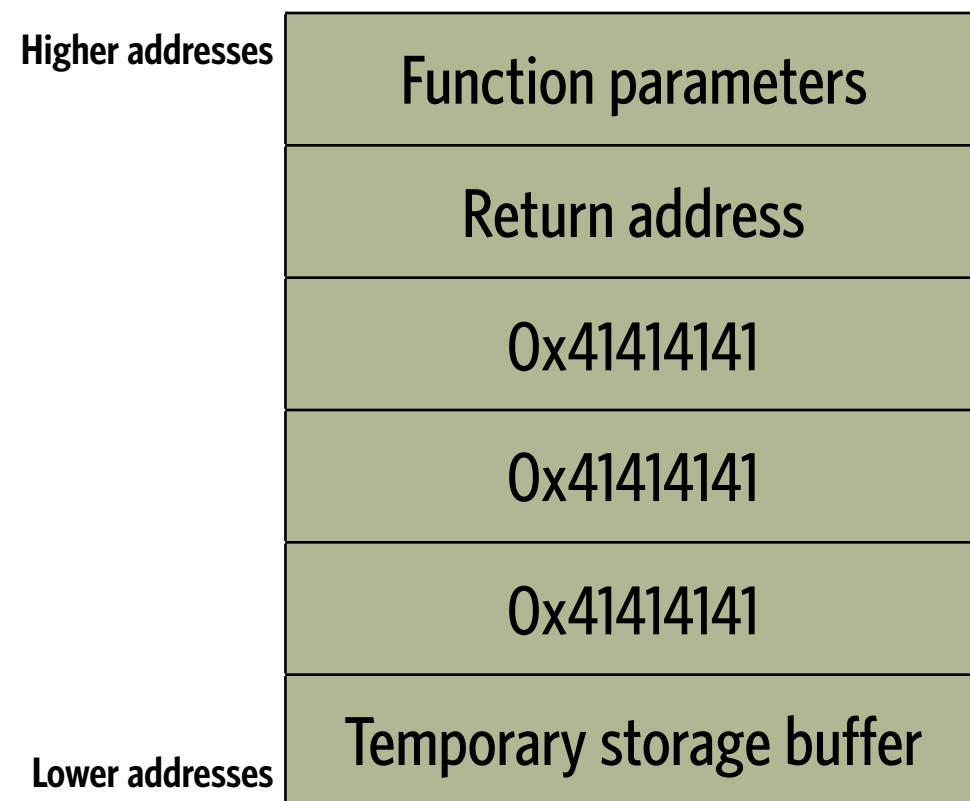 Higher addresses
Function parameters
Return address
0x41414141
0x41414141
0x41414141
Temporary storage buffer
Lower addresses